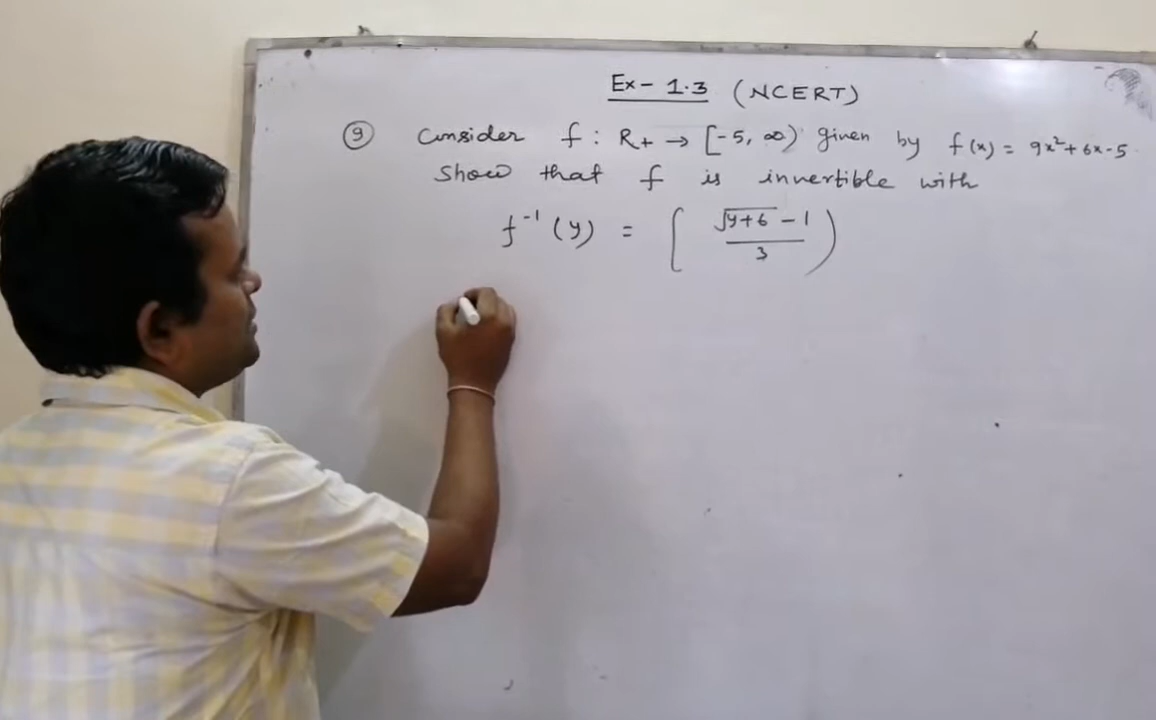 Ex- 1.3 (NCERT)
9 Consider f : R+ → [-5, ∞) given by f(x) = 9x²+6x-5.
Show that f is invertible with
f⁻¹(y) = ( (√y+6 - 1)/3 )